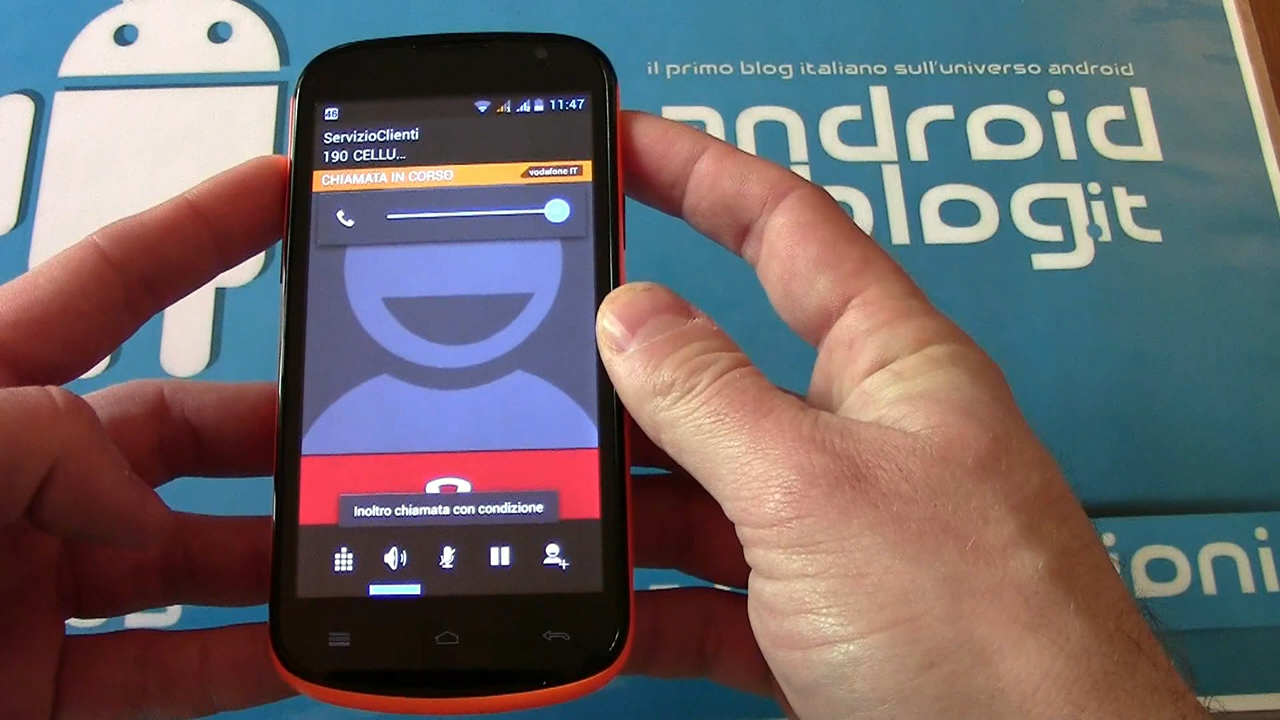 46 11:47
ServizioClienti
190 CELLU...
CHIAMATA IN CORSO vodafone IT
Inoltro chiamata con condizione
il primo blog italiano sull'universo android
android
blog.it
ioni